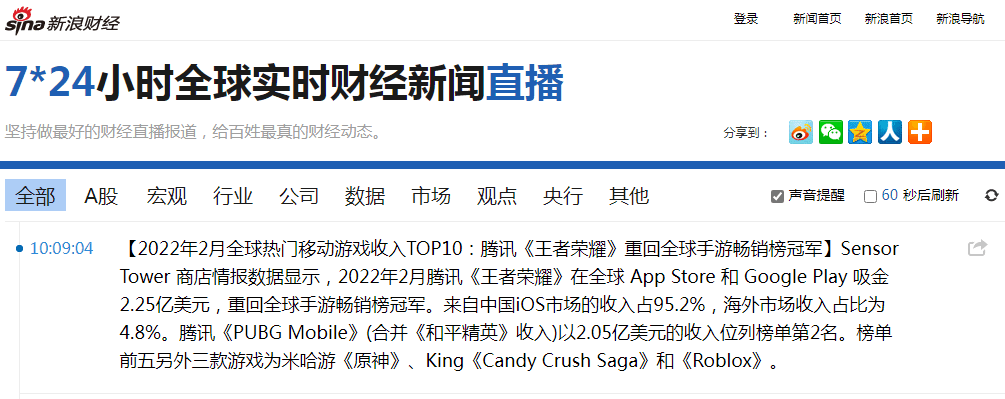 sina新浪财经
登录 新闻首页 新浪首页 新浪导航
7*24小时全球实时财经新闻直播
坚持做最好的财经直播报道，给百姓最真的财经动态。
分享到：
全部 A股 宏观 行业 公司 数据 市场 观点 央行 其他
声音提醒 60 秒后刷新
10:09:04
【2022年2月全球热门移动游戏收入TOP10：腾讯《王者荣耀》重回全球手游畅销榜冠军】Sensor
Tower 商店情报数据显示，2022年2月腾讯《王者荣耀》在全球 App Store 和 Google Play 吸金
2.25亿美元，重回全球手游畅销榜冠军。来自中国iOS市场的收入占95.2%，海外市场收入占比为
4.8%。腾讯《PUBG Mobile》(合并《和平精英》收入)以2.05亿美元的收入位列榜单第2名。榜单
前五另外三款游戏为米哈游《原神》、King《Candy Crush Saga》和《Roblox》。